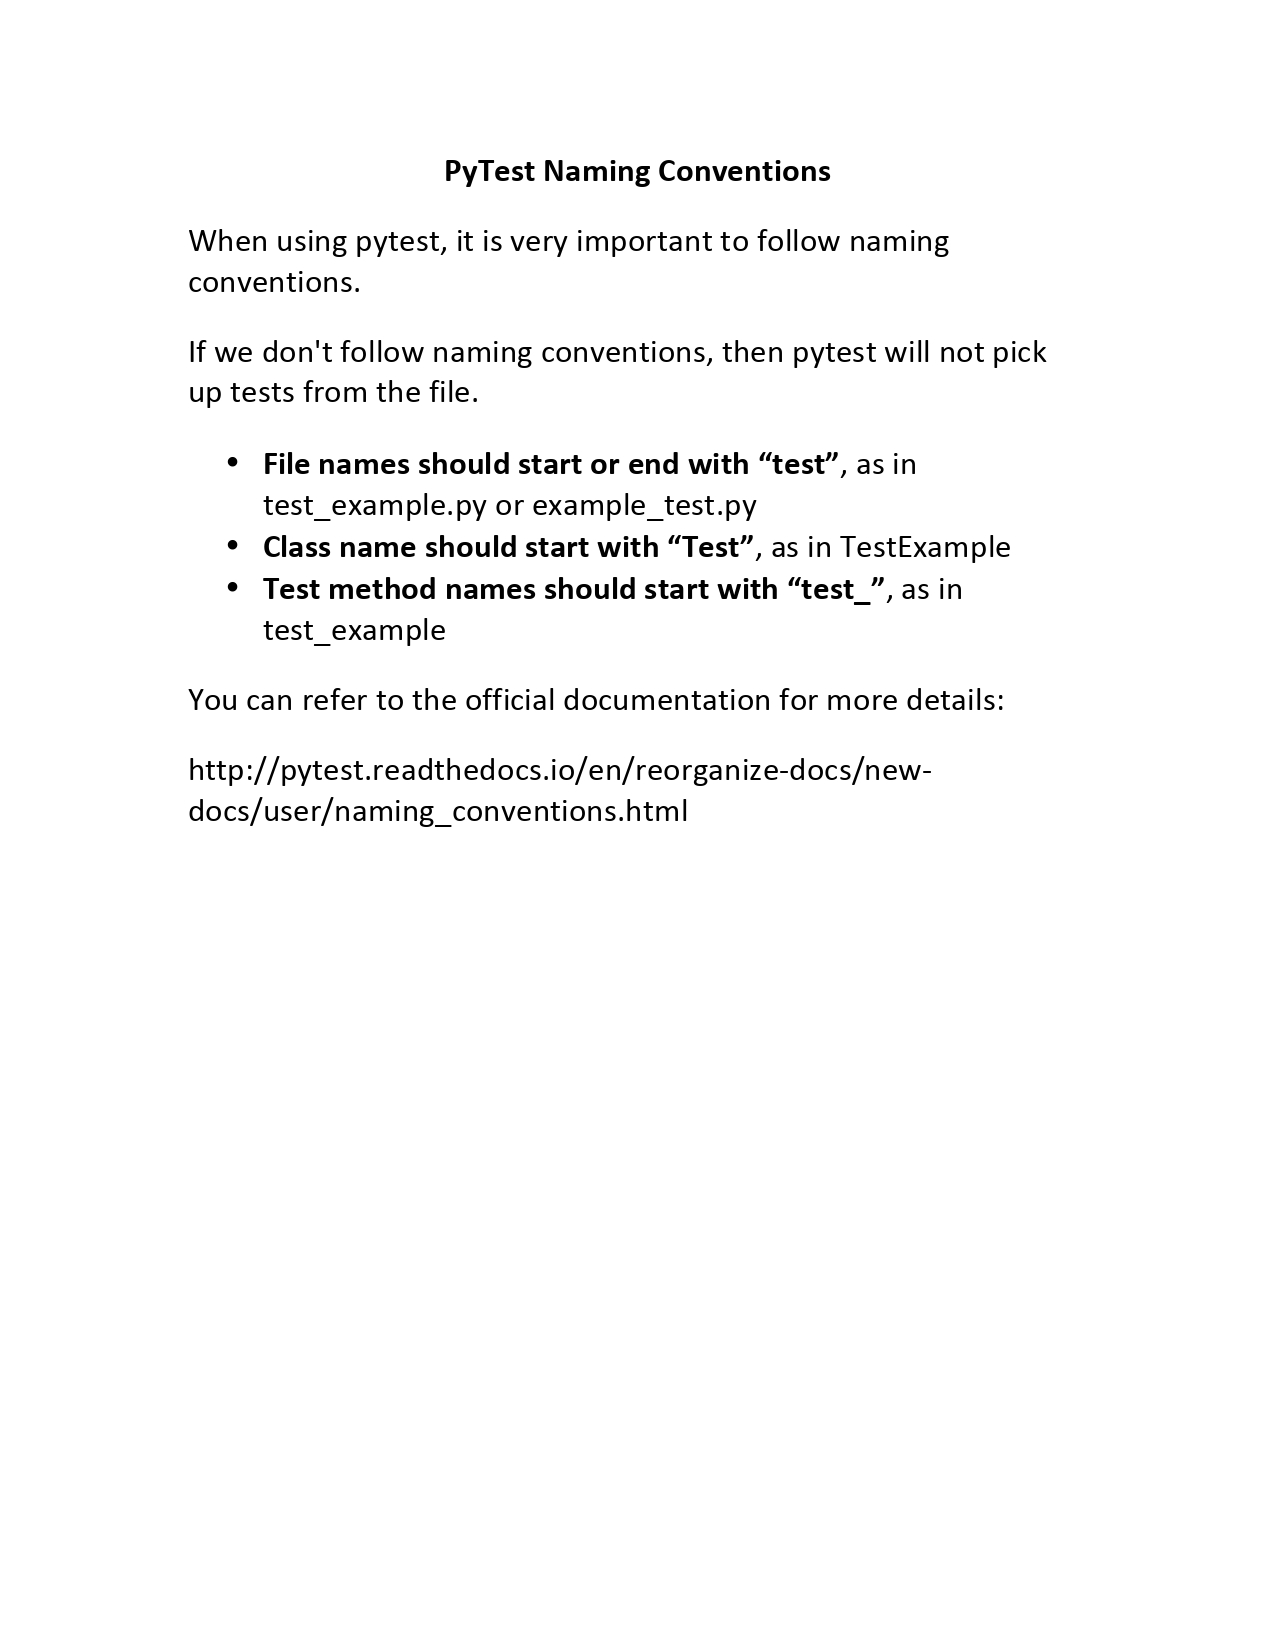 PyTest Naming Conventions
When using pytest, it is very important to follow naming
conventions.
If we don't follow naming conventions, then pytest will not pick
up tests from the file.
• File names should start or end with “test”, as in
test_example.py or example_test.py
• Class name should start with “Test”, as in TestExample
• Test method names should start with “test_”, as in
test_example
You can refer to the official documentation for more details:
http://pytest.readthedocs.io/en/reorganize-docs/new-
docs/user/naming_conventions.html